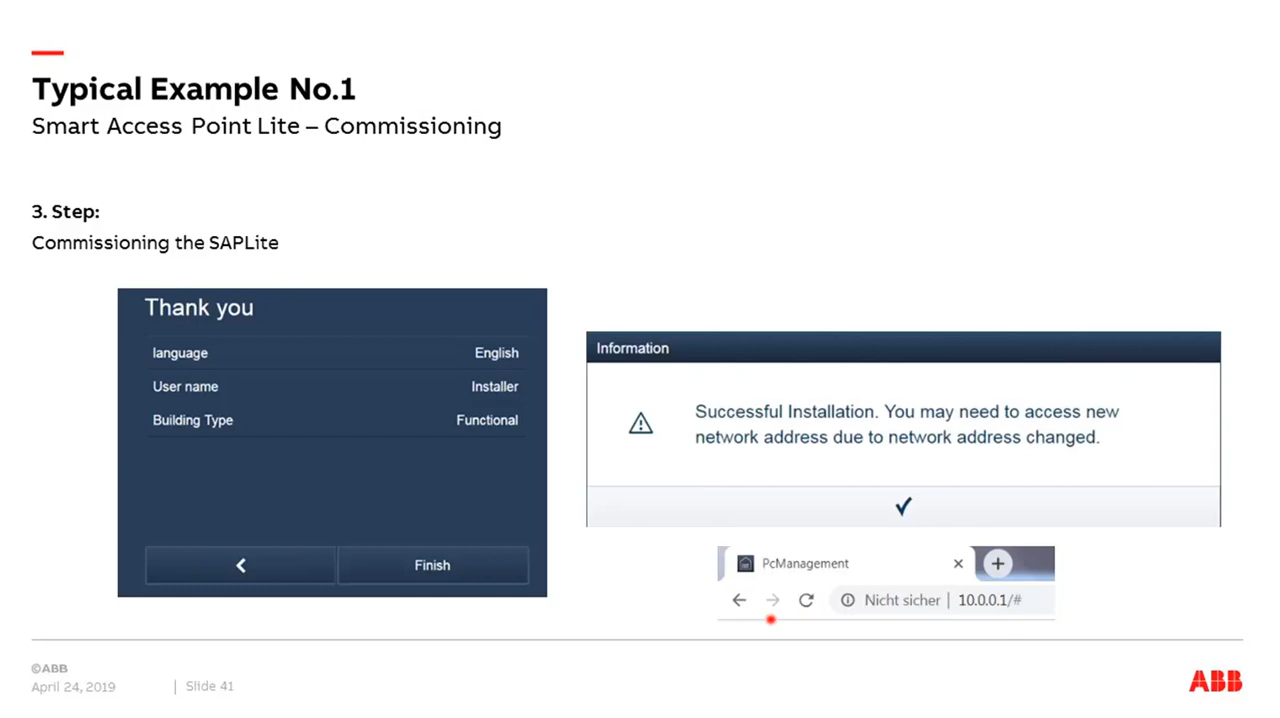 Typical Example No.1
Smart Access Point Lite – Commissioning
3. Step:
Commissioning the SAPLite
Thank you
language English
User name Installer
Building Type Functional
Finish
Information
Successful Installation. You may need to access new
network address due to network address changed.
PcManagement
Nicht sicher | 10.0.0.1/#
©ABB
April 24, 2019 | Slide 41
ABB